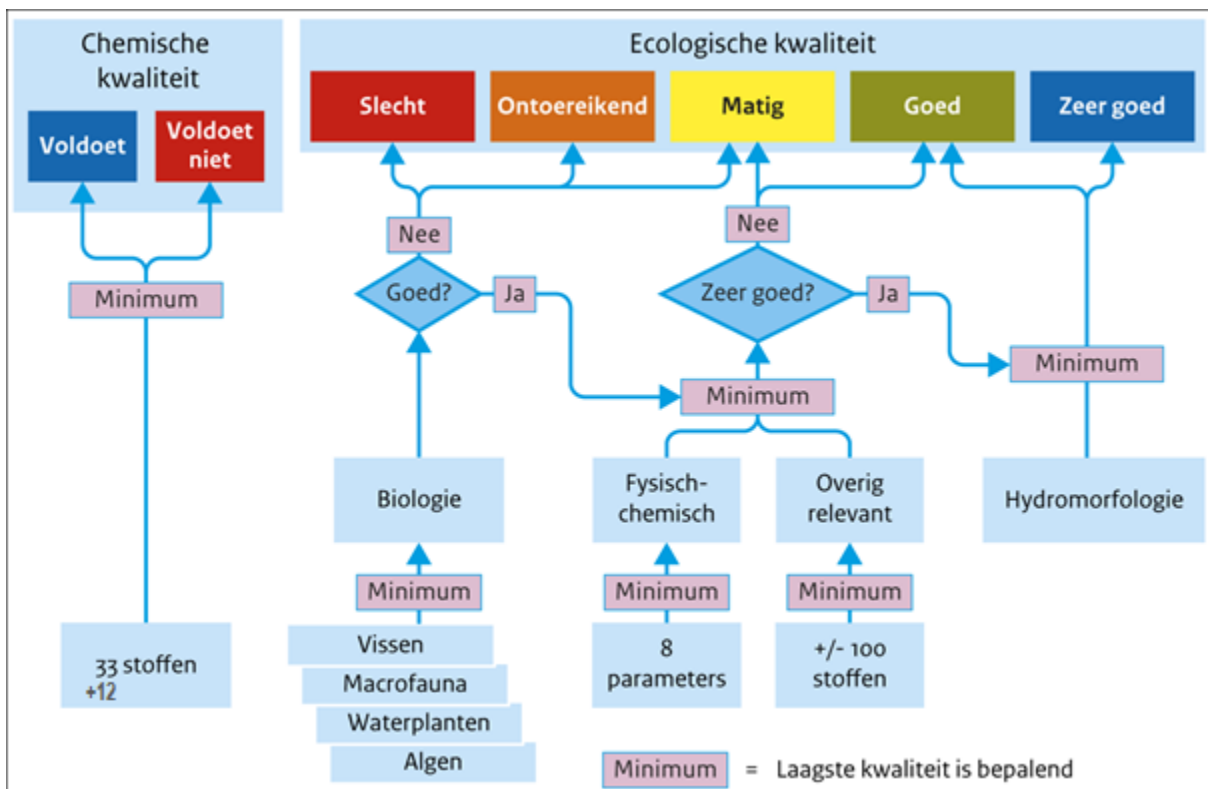 Chemische
kwaliteit
Voldoet
Voldoet
niet
Minimum
33 stoffen
+12
Ecologische kwaliteit
Slecht
Ontoereikend
Matig
Goed
Zeer goed
Nee
Nee
Goed?
Ja
Zeer goed?
Ja
Minimum
Minimum
Biologie
Fysisch-
chemisch
Overig
relevant
Hydromorfologie
Minimum
Minimum
Minimum
Vissen
Macrofauna
Waterplanten
Algen
8
parameters
+/- 100
stoffen
Minimum = Laagste kwaliteit is bepalend